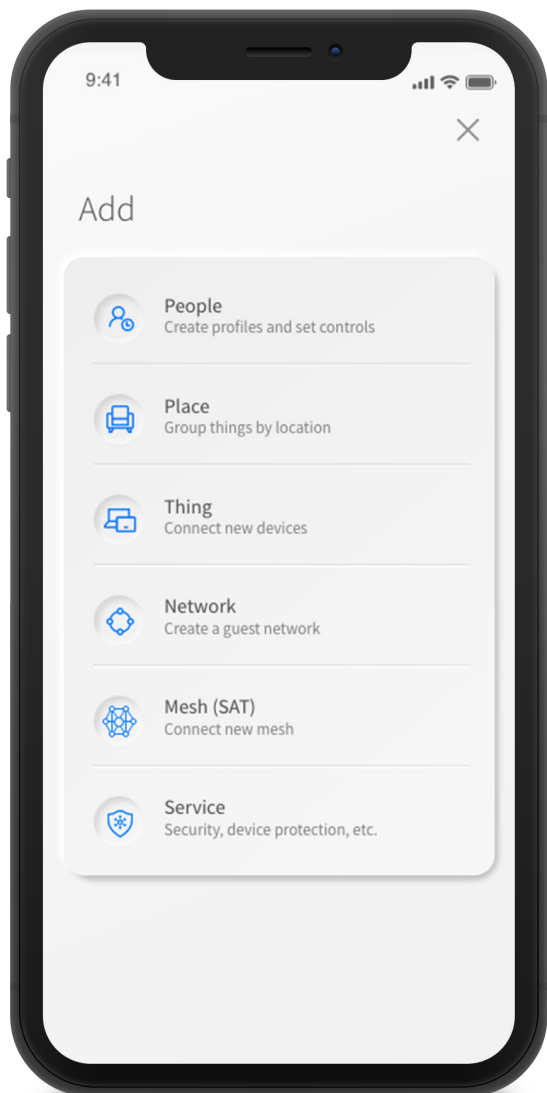 9:41
Add
People
Create profiles and set controls
Place
Group things by location
Thing
Connect new devices
Network
Create a guest network
Mesh (SAT)
Connect new mesh
Service
Security, device protection, etc.